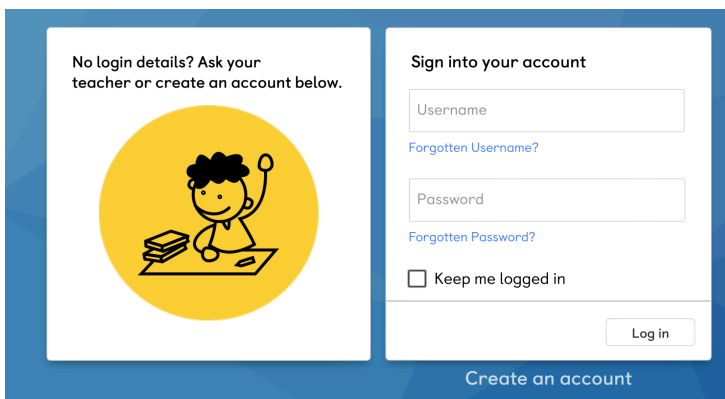 No login details? Ask your
teacher or create an account below.
Sign into your account
Username
Forgotten Username?
Password
Forgotten Password?
Keep me logged in
Log in
Create an account